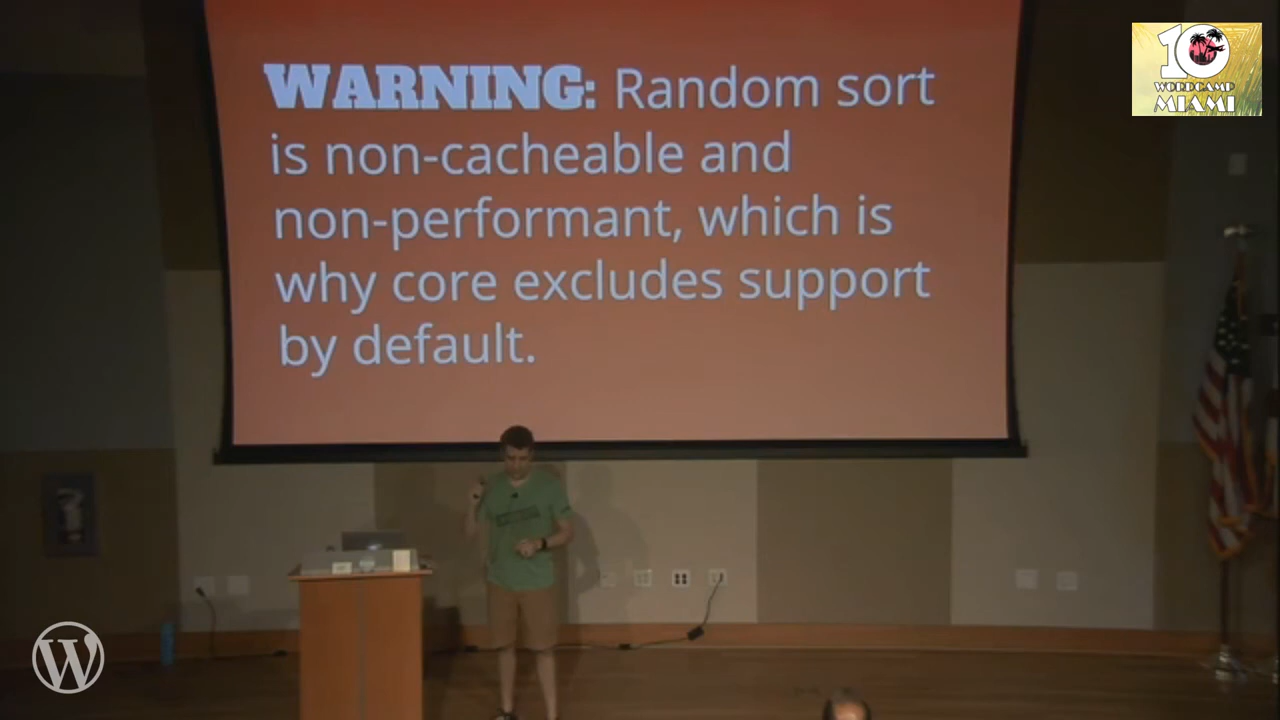 WARNING: Random sort
is non-cacheable and
non-performant, which is
why core excludes support
by default.
10
WORDCAMP
MIAMI